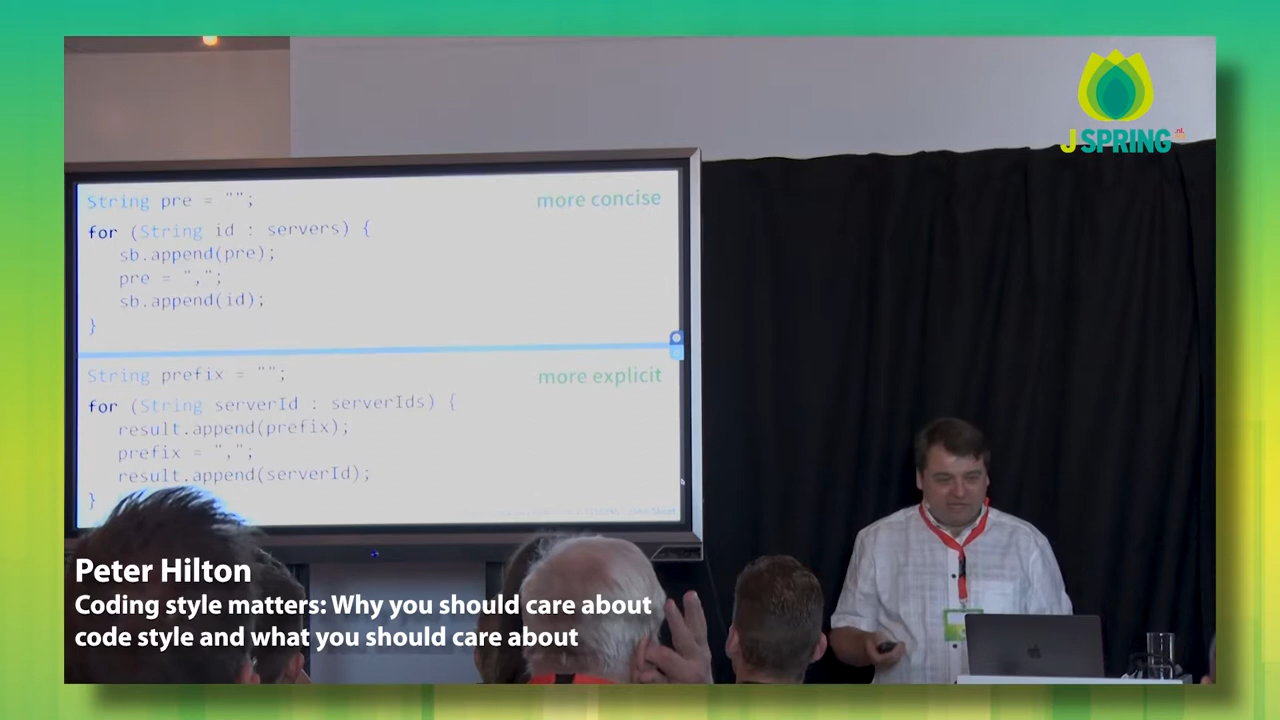 J SPRING .nl
String pre = "";
more concise
for (String id : servers) {
sb.append(pre);
pre = ",";
sb.append(id);
}
String prefix = "";
more explicit
for (String serverId : serverIds) {
result.append(prefix);
prefix = ",";
result.append(serverId);
}
Peter Hilton
Coding style matters: Why you should care about
code style and what you should care about